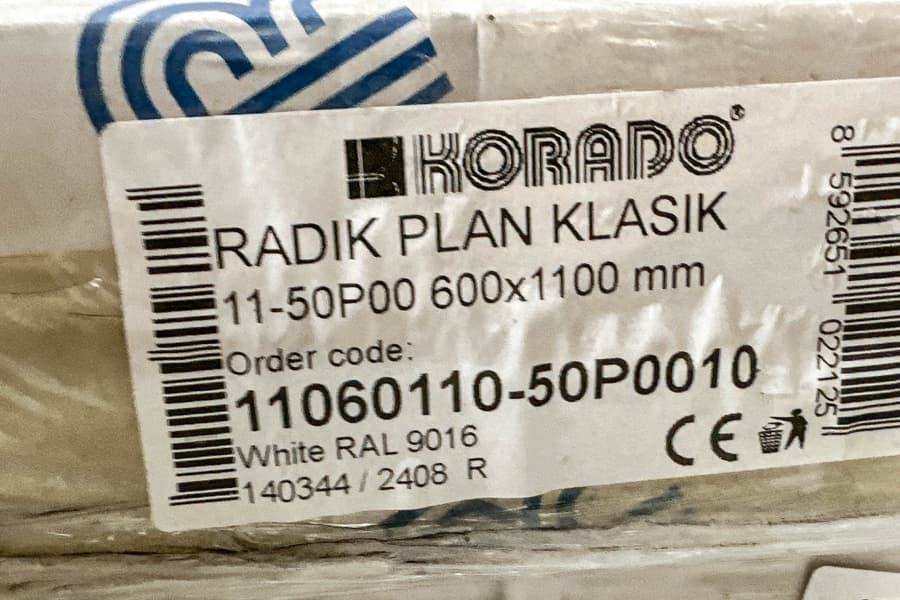 KORADO®
RADIK PLAN KLASIK
11-50P00 600x1100 mm
Order code:
11060110-50P0010
White RAL 9016
140344 / 2408 R
CE
8 592651 022125